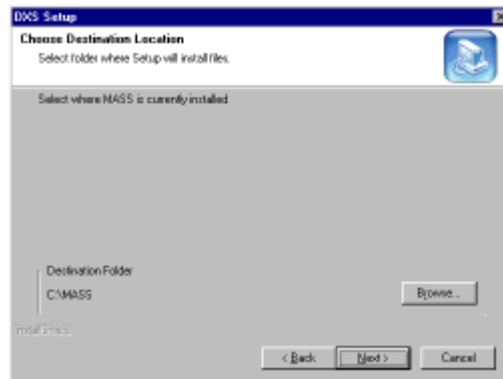 DXS Setup
Choose Destination Location
Select folder where Setup will install files.
Select where MASS is currently installed
Destination Folder
C:\MASS
Browse...
InstallShield
< Back
Next >
Cancel